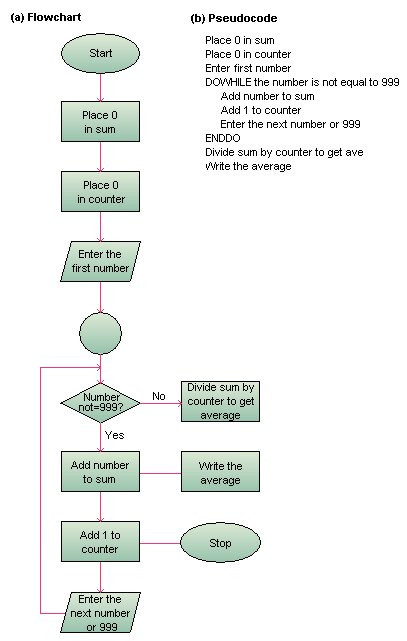 (a) Flowchart
Start
Place 0
in sum
Place 0
in counter
Enter the
first number
Number
not=999?
No
Divide sum by
counter to get
average
Yes
Add number
to sum
Write the
average
Add 1 to
counter
Stop
Enter the
next number
or 999
(b) Pseudocode
Place 0 in sum
Place 0 in counter
Enter first number
DOWHILE the number is not equal to 999
Add number to sum
Add 1 to counter
Enter the next number or 999
ENDDO
Divide sum by counter to get ave
Write the average